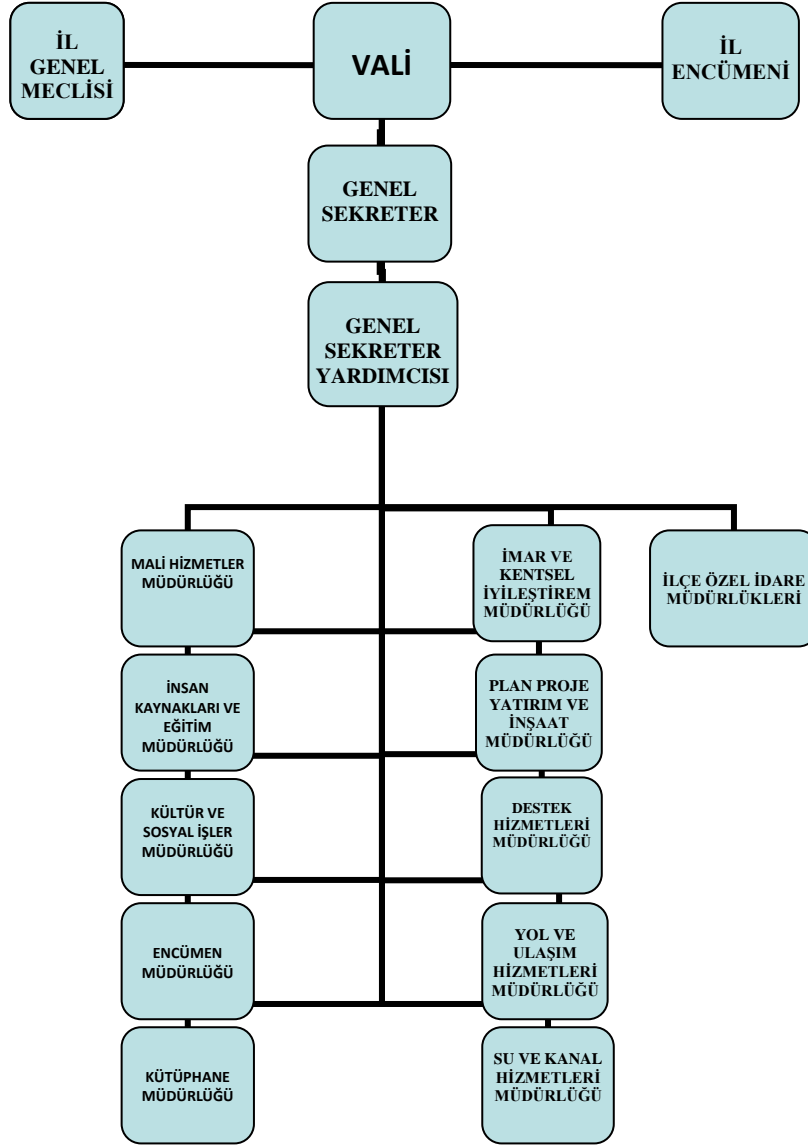 İL
GENEL
MECLİSİ
VALİ
İL
ENCÜMENİ
GENEL
SEKRETER
GENEL
SEKRETER
YARDIMCISI
MALİ HİZMETLER
MÜDÜRLÜĞÜ
İMAR VE
KENTSEL
İYİLEŞTİREM
MÜDÜRLÜĞÜ
İLÇE ÖZEL İDARE
MÜDÜRLÜKLERİ
İNSAN
KAYNAKLARI VE
EĞİTİM
MÜDÜRLÜĞÜ
PLAN PROJE
YATIRIM VE
İNŞAAT
MÜDÜRLÜĞÜ
KÜLTÜR VE
SOSYAL İŞLER
MÜDÜRLÜĞÜ
DESTEK
HİZMETLERİ
MÜDÜRLÜĞÜ
ENCÜMEN
MÜDÜRLÜĞÜ
YOL VE
ULAŞIM
HİZMETLERİ
MÜDÜRLÜĞÜ
KÜTÜPHANE
MÜDÜRLÜĞÜ
SU VE KANAL
HİZMETLERİ
MÜDÜRLÜĞÜ